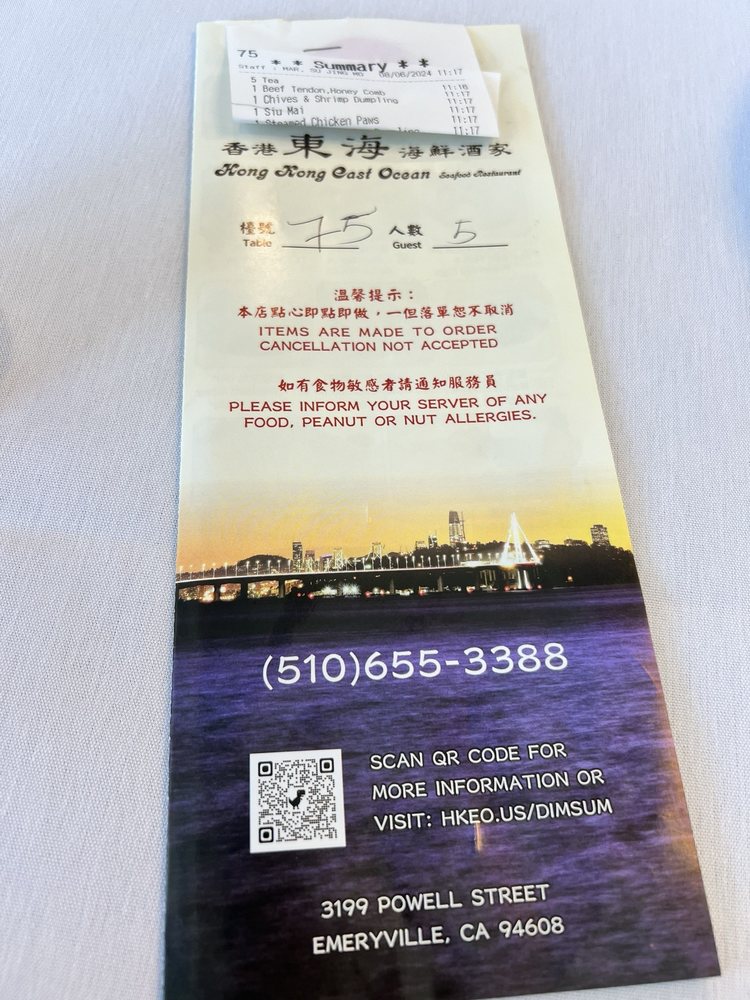 75
* * Summary * *
Staff : MAR, SU JING MO 08/06/2024 11:17
5 Tea
1 Beef Tendon,Honey Comb 11:16
1 Chives & Shrimp Dumpling 11:17
1 Siu Mai 11:17
1 Steamed Chicken Paws 11:17
11:17
香港 東海 海鮮酒家
Hong Kong East Ocean Seafood Restaurant
檯號 75 人數 5
Table Guest
溫馨提示：
本店點心即點即做，一但落單恕不取消
ITEMS ARE MADE TO ORDER
CANCELLATION NOT ACCEPTED
如有食物敏感者請通知服務員
PLEASE INFORM YOUR SERVER OF ANY
FOOD, PEANUT OR NUT ALLERGIES.
(510)655-3388
SCAN QR CODE FOR
MORE INFORMATION OR
VISIT: HKEO.US/DIMSUM
3199 POWELL STREET
EMERYVILLE, CA 94608